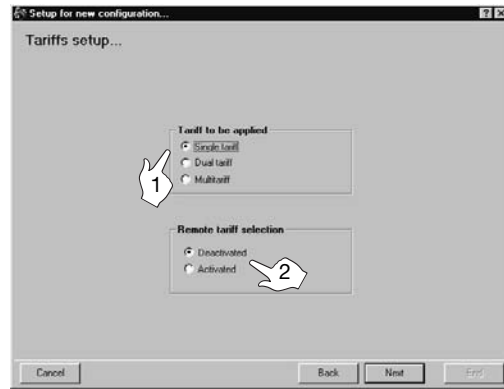 Setup for new configuration...
Tariffs setup...
Tariff to be applied
Single tariff
Dual tariff
Multitariff
1
Remote tariff selection
Deactivated
Activated
2
Cancel
Back
Next
End